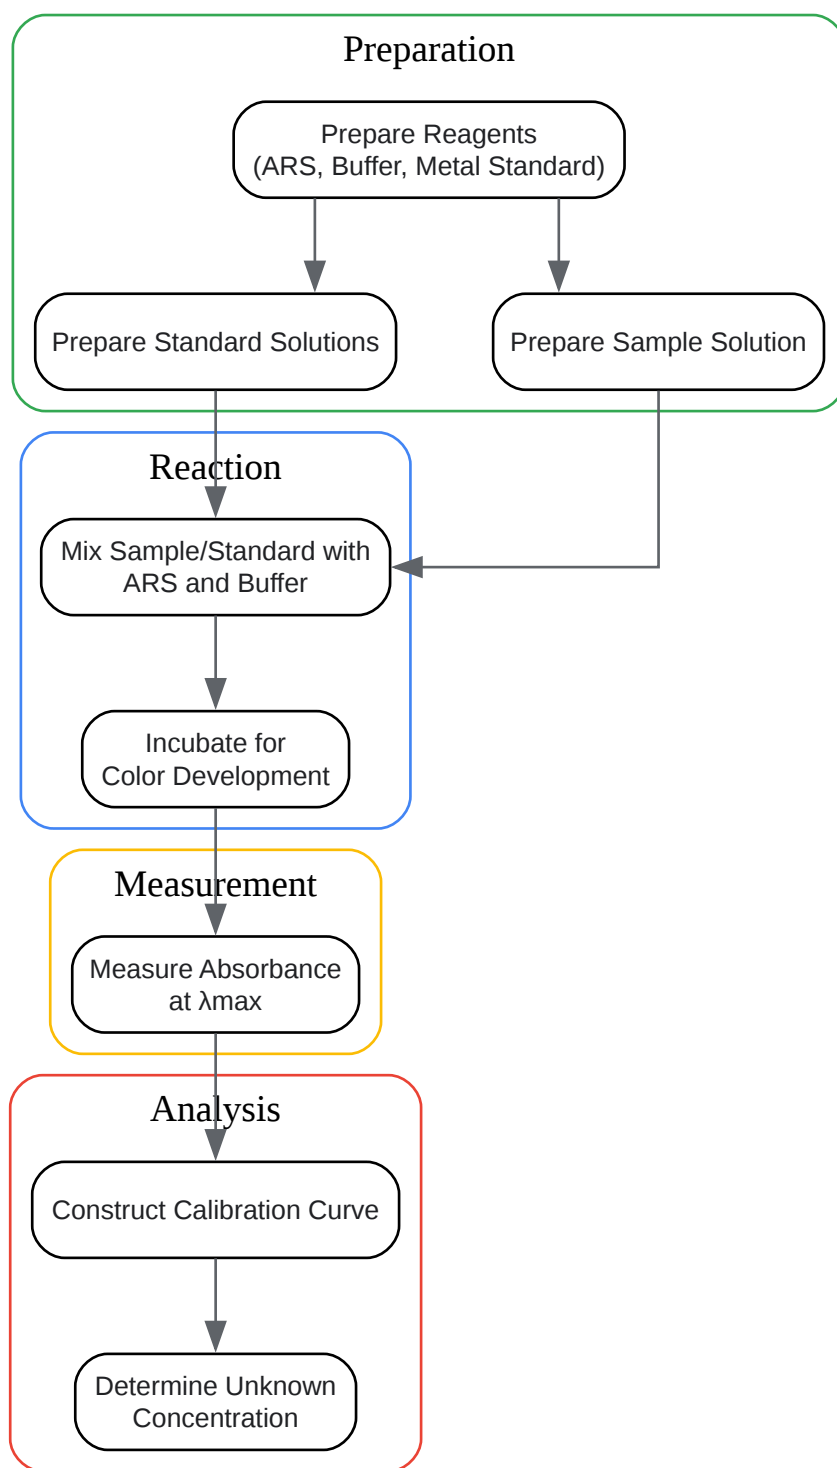 Preparation
Prepare Reagents
(ARS, Buffer, Metal Standard)
Prepare Standard Solutions
Prepare Sample Solution
Reaction
Mix Sample/Standard with
ARS and Buffer
Incubate for
Color Development
Measurement
Measure Absorbance
at λmax
Analysis
Construct Calibration Curve
Determine Unknown
Concentration